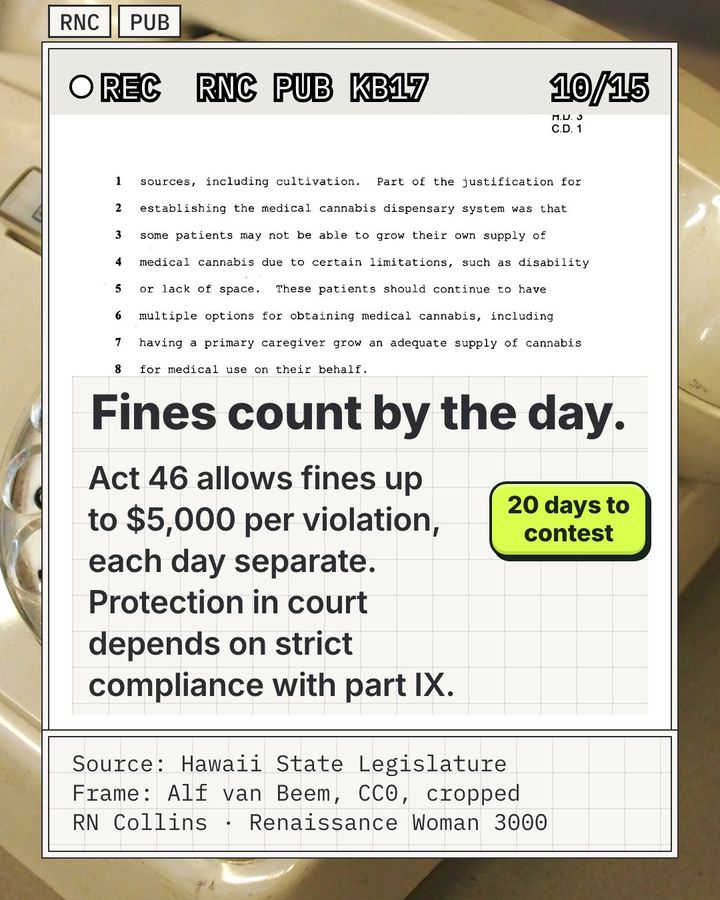 RNC PUB
REC RNC PUB KB17 10/15
H.D. 3
C.D. 1
1 sources, including cultivation. Part of the justification for
2 establishing the medical cannabis dispensary system was that
3 some patients may not be able to grow their own supply of
4 medical cannabis due to certain limitations, such as disability
5 or lack of space. These patients should continue to have
6 multiple options for obtaining medical cannabis, including
7 having a primary caregiver grow an adequate supply of cannabis
8 for medical use on their behalf.
Fines count by the day.
Act 46 allows fines up
to $5,000 per violation,
each day separate.
Protection in court
depends on strict
compliance with part IX.
20 days to
contest
Source: Hawaii State Legislature
Frame: Alf van Beem, CC0, cropped
RN Collins · Renaissance Woman 3000